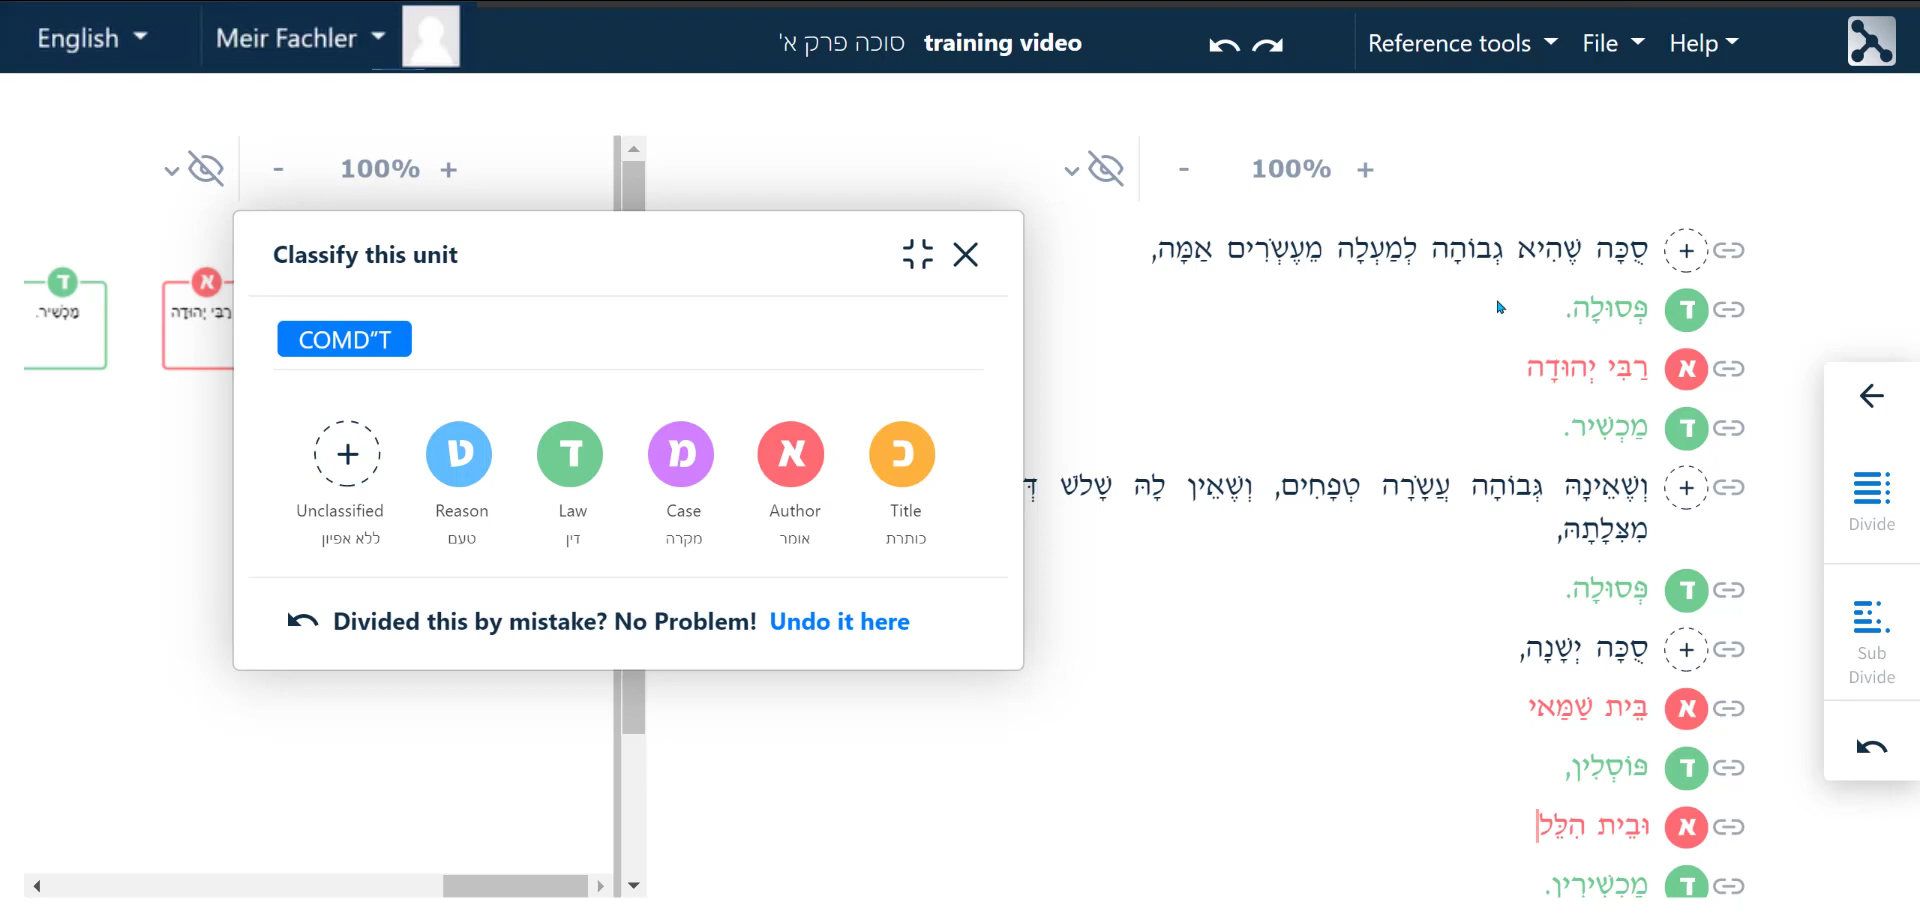 English
Meir Fachler
סוכה פרק א'
training video
Reference tools
File
Help
- 100% +
- 100% +
ד
מַכְשִׁיר.
א
רַבִּי יְהוּדָה
Classify this unit
COMD"T
+
ט
ד
מ
א
כ
Unclassified
Reason
Law
Case
Author
Title
ללא אפיון
טעם
דין
מקרה
אומר
כותרת
Divided this by mistake? No Problem! Undo it here
סֻכָּה שֶׁהִיא גְבוֹהָה לְמַעְלָה מֵעֶשְׂרִים אַמָּה,
+
פְּסוּלָה.
ד
רַבִּי יְהוּדָה
א
מַכְשִׁיר.
ד
וְשֶׁאֵינָהּ גְּבוֹהָה עֲשָׂרָה טְפָחִים, וְשֶׁאֵין לָהּ שָׁלֹשׁ
+
מִצִּלָּתָהּ,
פְּסוּלָה.
ד
סֻכָּה יְשָׁנָה,
+
בֵּית שַׁמַּאי
א
פּוֹסְלִין,
ד
וּבֵית הִלֵּל
א
מַכְשִׁירִין.
ד
Divide
Sub
Divide